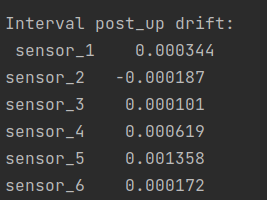 Interval post_up drift:
 sensor_1    0.000344
sensor_2   -0.000187
sensor_3    0.000101
sensor_4    0.000619
sensor_5    0.001358
sensor_6    0.000172